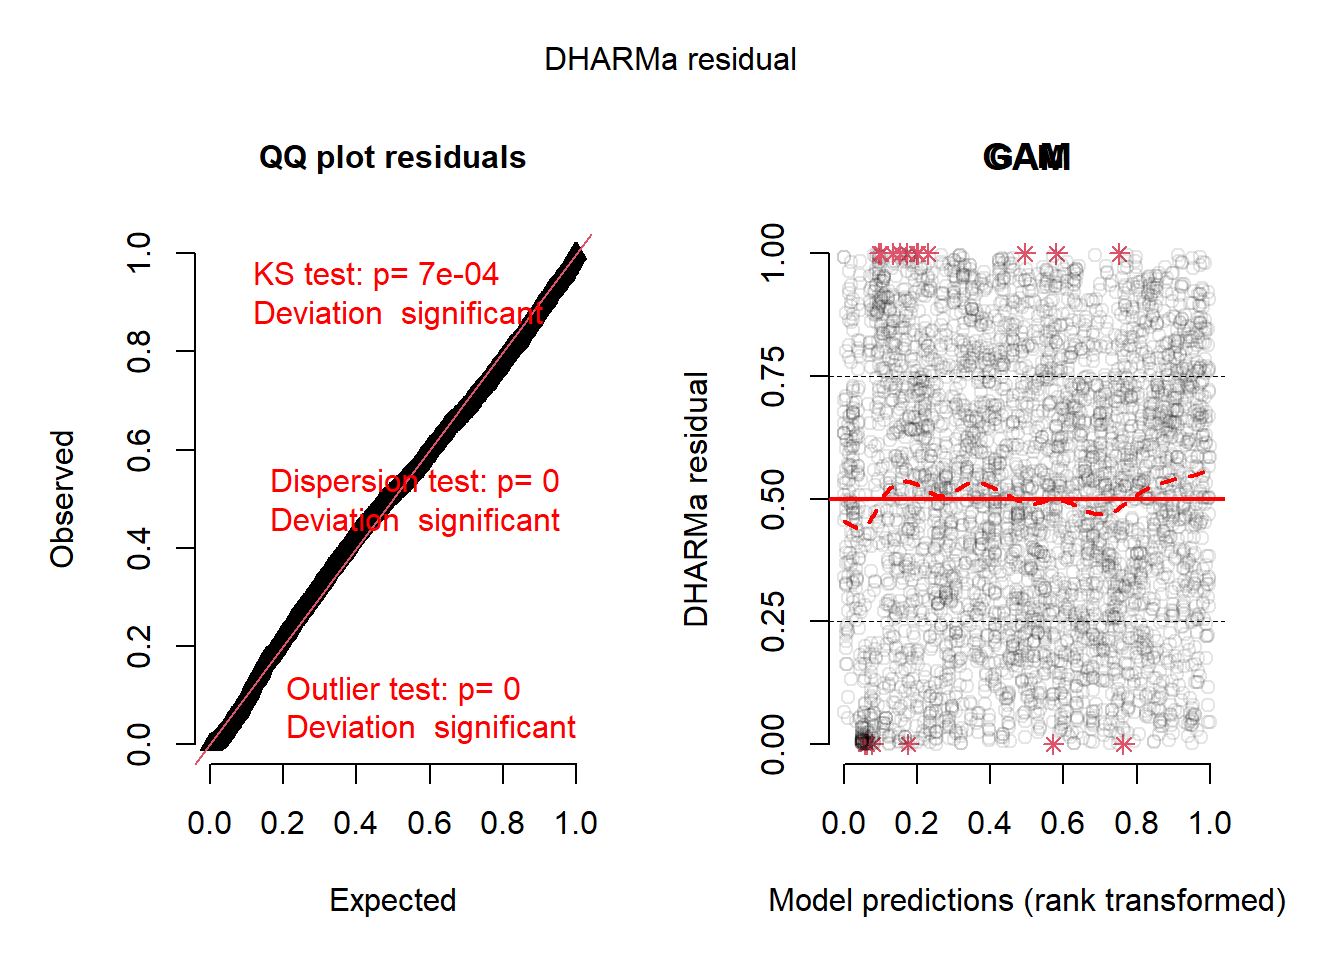 DHARMa residual
QQ plot residuals
KS test: p= 7e-04
Deviation  significant
Dispersion test: p= 0
Deviation  significant
Outlier test: p= 0
Deviation  significant
Observed
0.0 0.2 0.4 0.6 0.8 1.0
0.0 0.2 0.4 0.6 0.8 1.0
Expected
GAM
DHARMa residual
0.00 0.25 0.50 0.75 1.00
0.0 0.2 0.4 0.6 0.8 1.0
Model predictions (rank transformed)